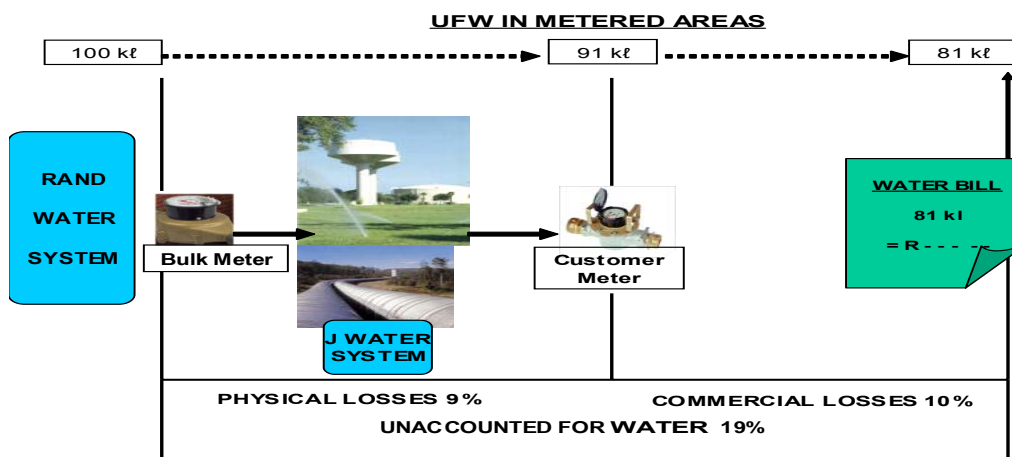 UFW IN METERED AREAS
100 kℓ
91 kℓ
81 kℓ
RAND
WATER
SYSTEM
Bulk Meter
J WATER
SYSTEM
Customer
Meter
WATER BILL
81 kl
= R - - - - -
PHYSICAL LOSSES 9%
COMMERCIAL LOSSES 10%
UNACCOUNTED FOR WATER 19%